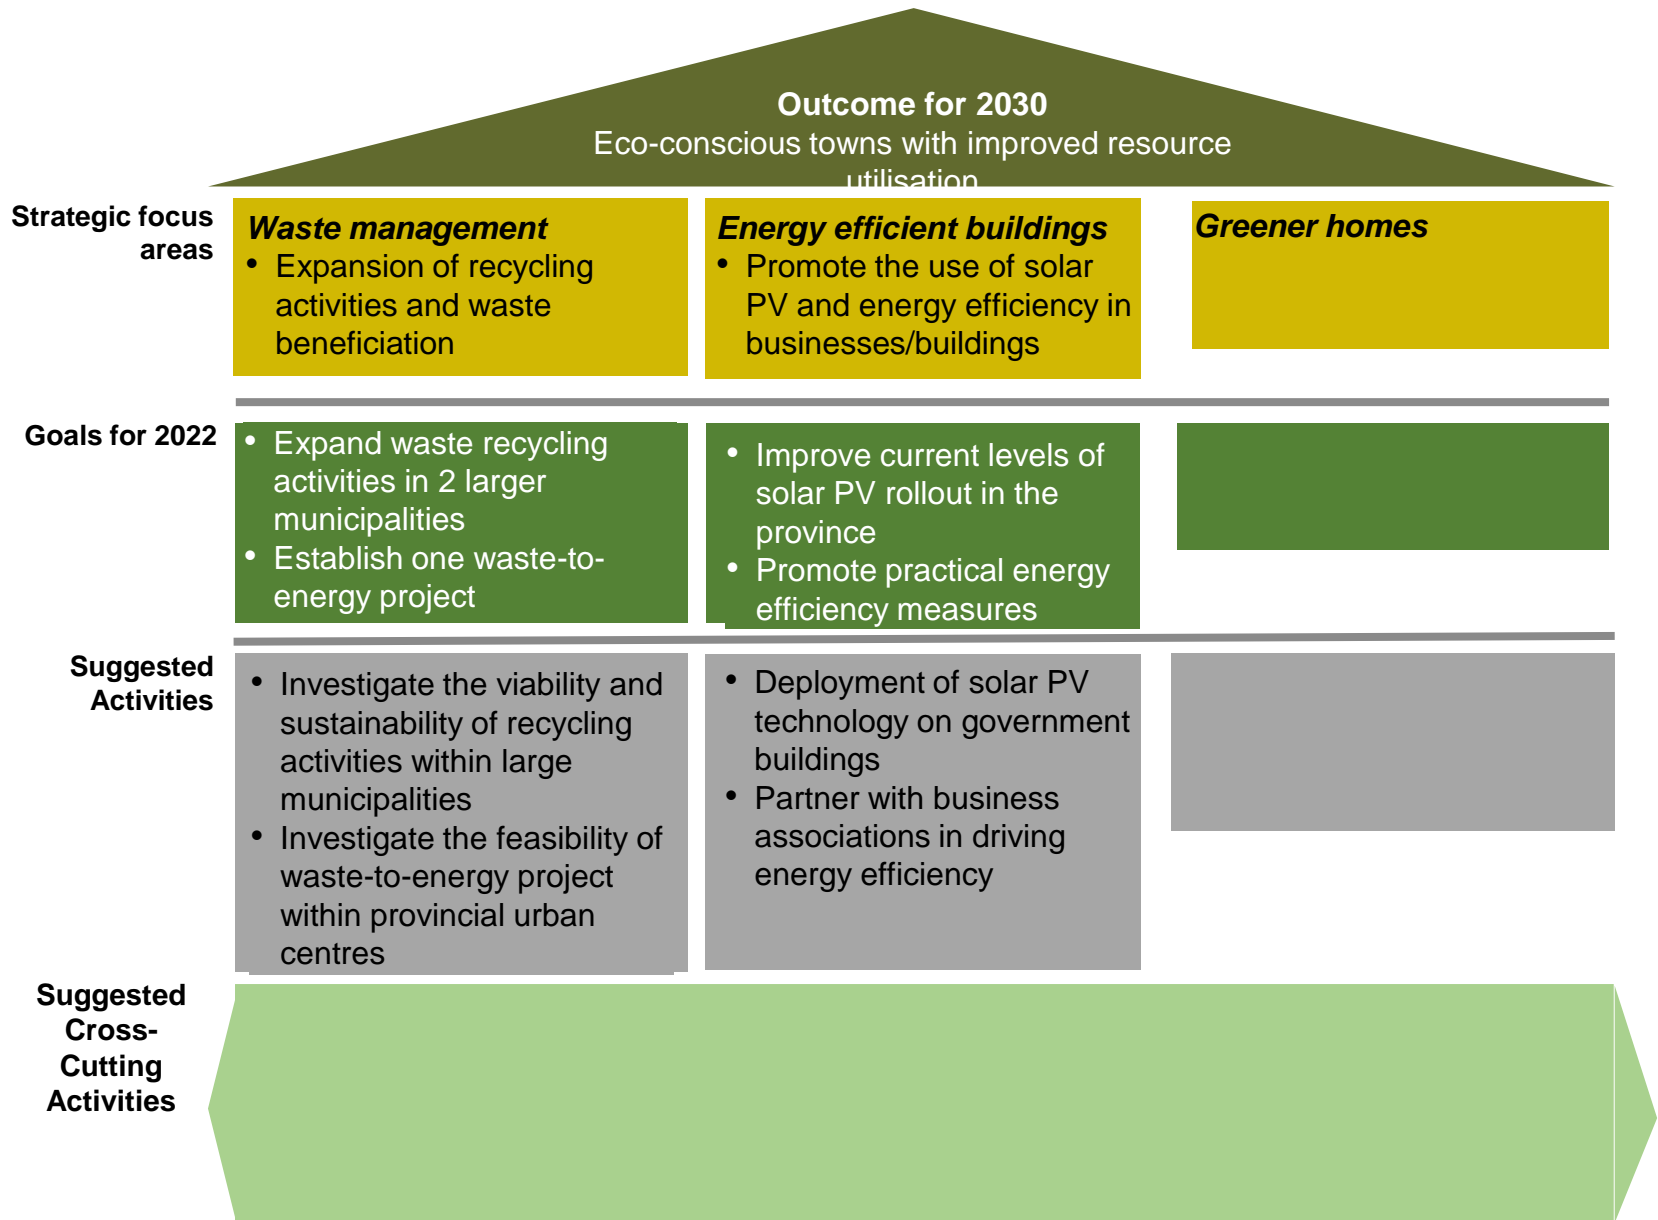 Outcome for 2030
Eco-conscious towns with improved resource
utilisation
Strategic focus
areas
Waste management
• Expansion of recycling
activities and waste
beneficiation
Energy efficient buildings
• Promote the use of solar
PV and energy efficiency in
businesses/buildings
Greener homes
Goals for 2022
• Expand waste recycling
activities in 2 larger
municipalities
• Establish one waste-to-
energy project
• Improve current levels of
solar PV rollout in the
province
• Promote practical energy
efficiency measures
Suggested
Activities
• Investigate the viability and
sustainability of recycling
activities within large
municipalities
• Investigate the feasibility of
waste-to-energy project
within provincial urban
centres
• Deployment of solar PV
technology on government
buildings
• Partner with business
associations in driving
energy efficiency
Suggested
Cross-
Cutting
Activities